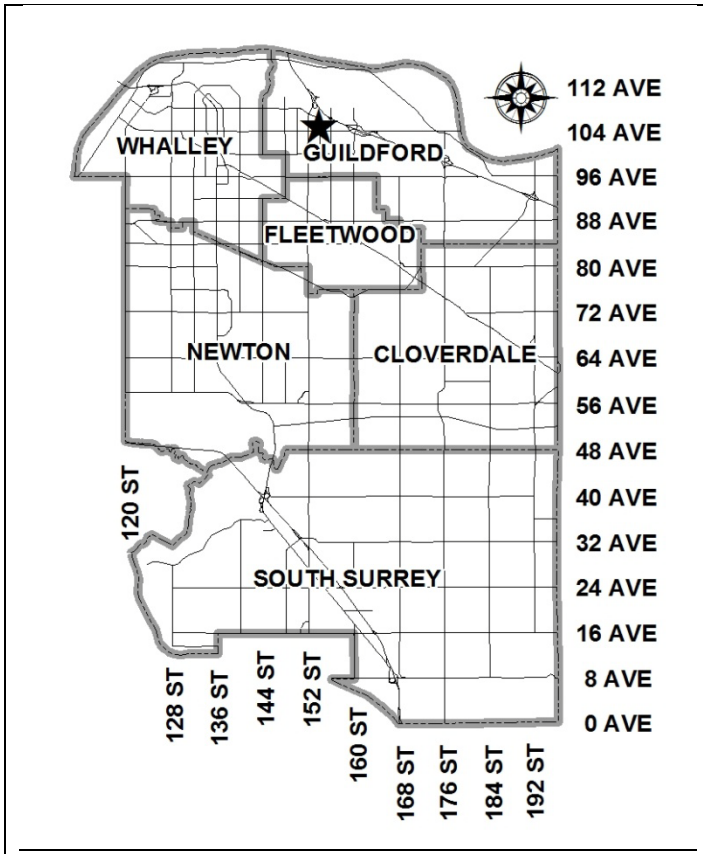 112 AVE
104 AVE
WHALLEY
GUILDFORD
96 AVE
88 AVE
FLEETWOOD
80 AVE
72 AVE
NEWTON
CLOVERDALE
64 AVE
56 AVE
48 AVE
120 ST
40 AVE
32 AVE
SOUTH SURREY
24 AVE
16 AVE
128 ST
136 ST
144 ST
152 ST
8 AVE
160 ST
0 AVE
168 ST
176 ST
184 ST
192 ST